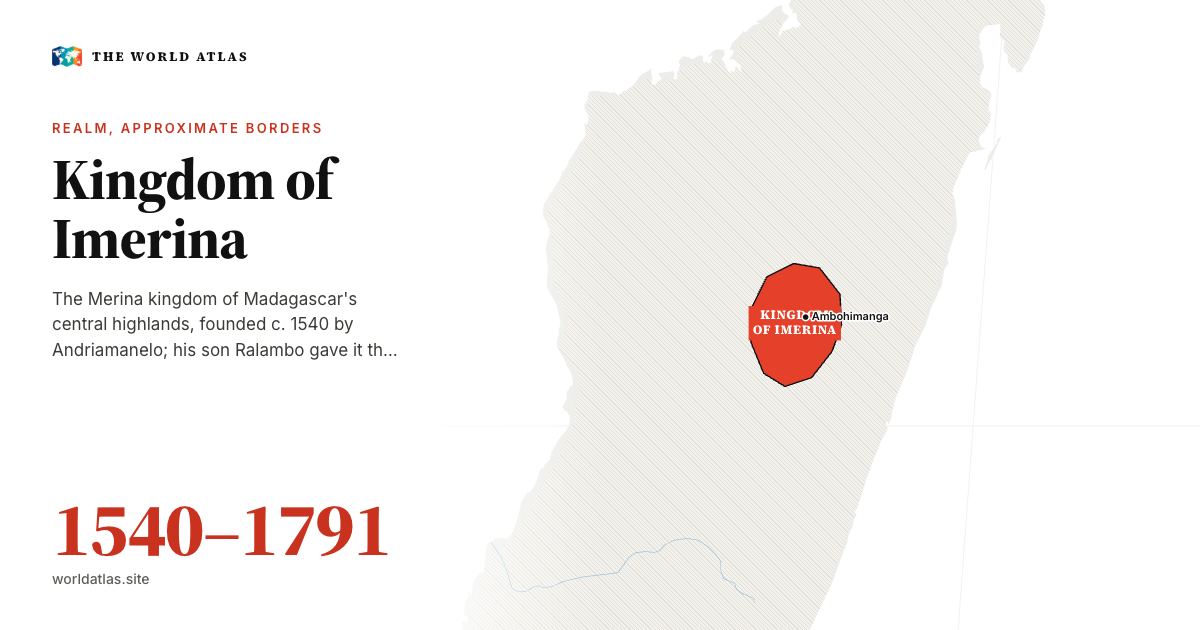 THE WORLD ATLAS
REALM, APPROXIMATE BORDERS
Kingdom of
Imerina
The Merina kingdom of Madagascar's
central highlands, founded c. 1540 by
Andriamanelo; his son Ralambo gave it th...
1540–1791
worldatlas.site
KINGDOM
OF IMERINA
Ambohimanga